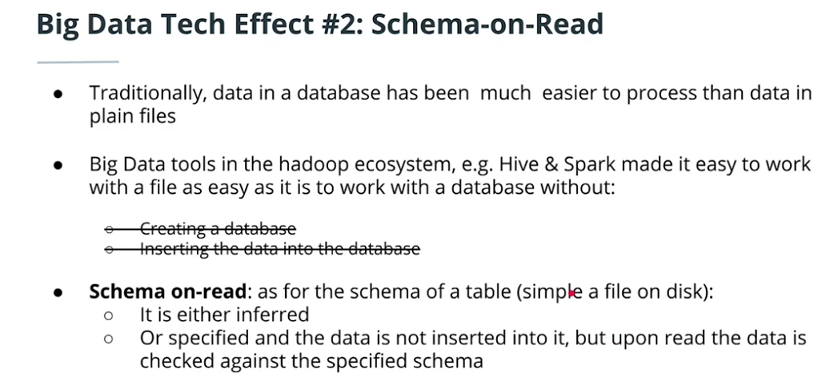 Big Data Tech Effect #2: Schema-on-Read
Traditionally, data in a database has been much easier to process than data in
plain files
Big Data tools in the hadoop ecosystem, e.g. Hive & Spark made it easy to work
with a file as easy as it is to work with a database without:
Creating a database
Inserting the data into the database
Schema on-read: as for the schema of a table (simple a file on disk):
It is either inferred
Or specified and the data is not inserted into it, but upon read the data is
checked against the specified schema